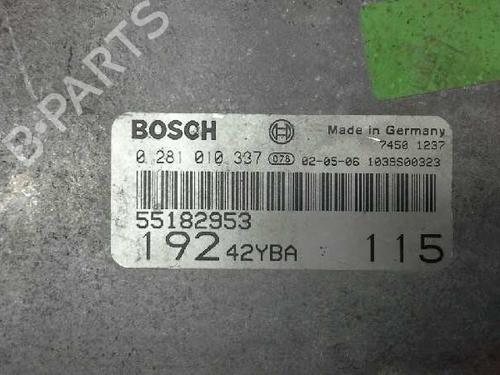 B-PARTS
BOSCH
Made in Germany
7450 1237
0 281 010 337 078 02-05-06 1039S00323
55182953
192 42YBA 115